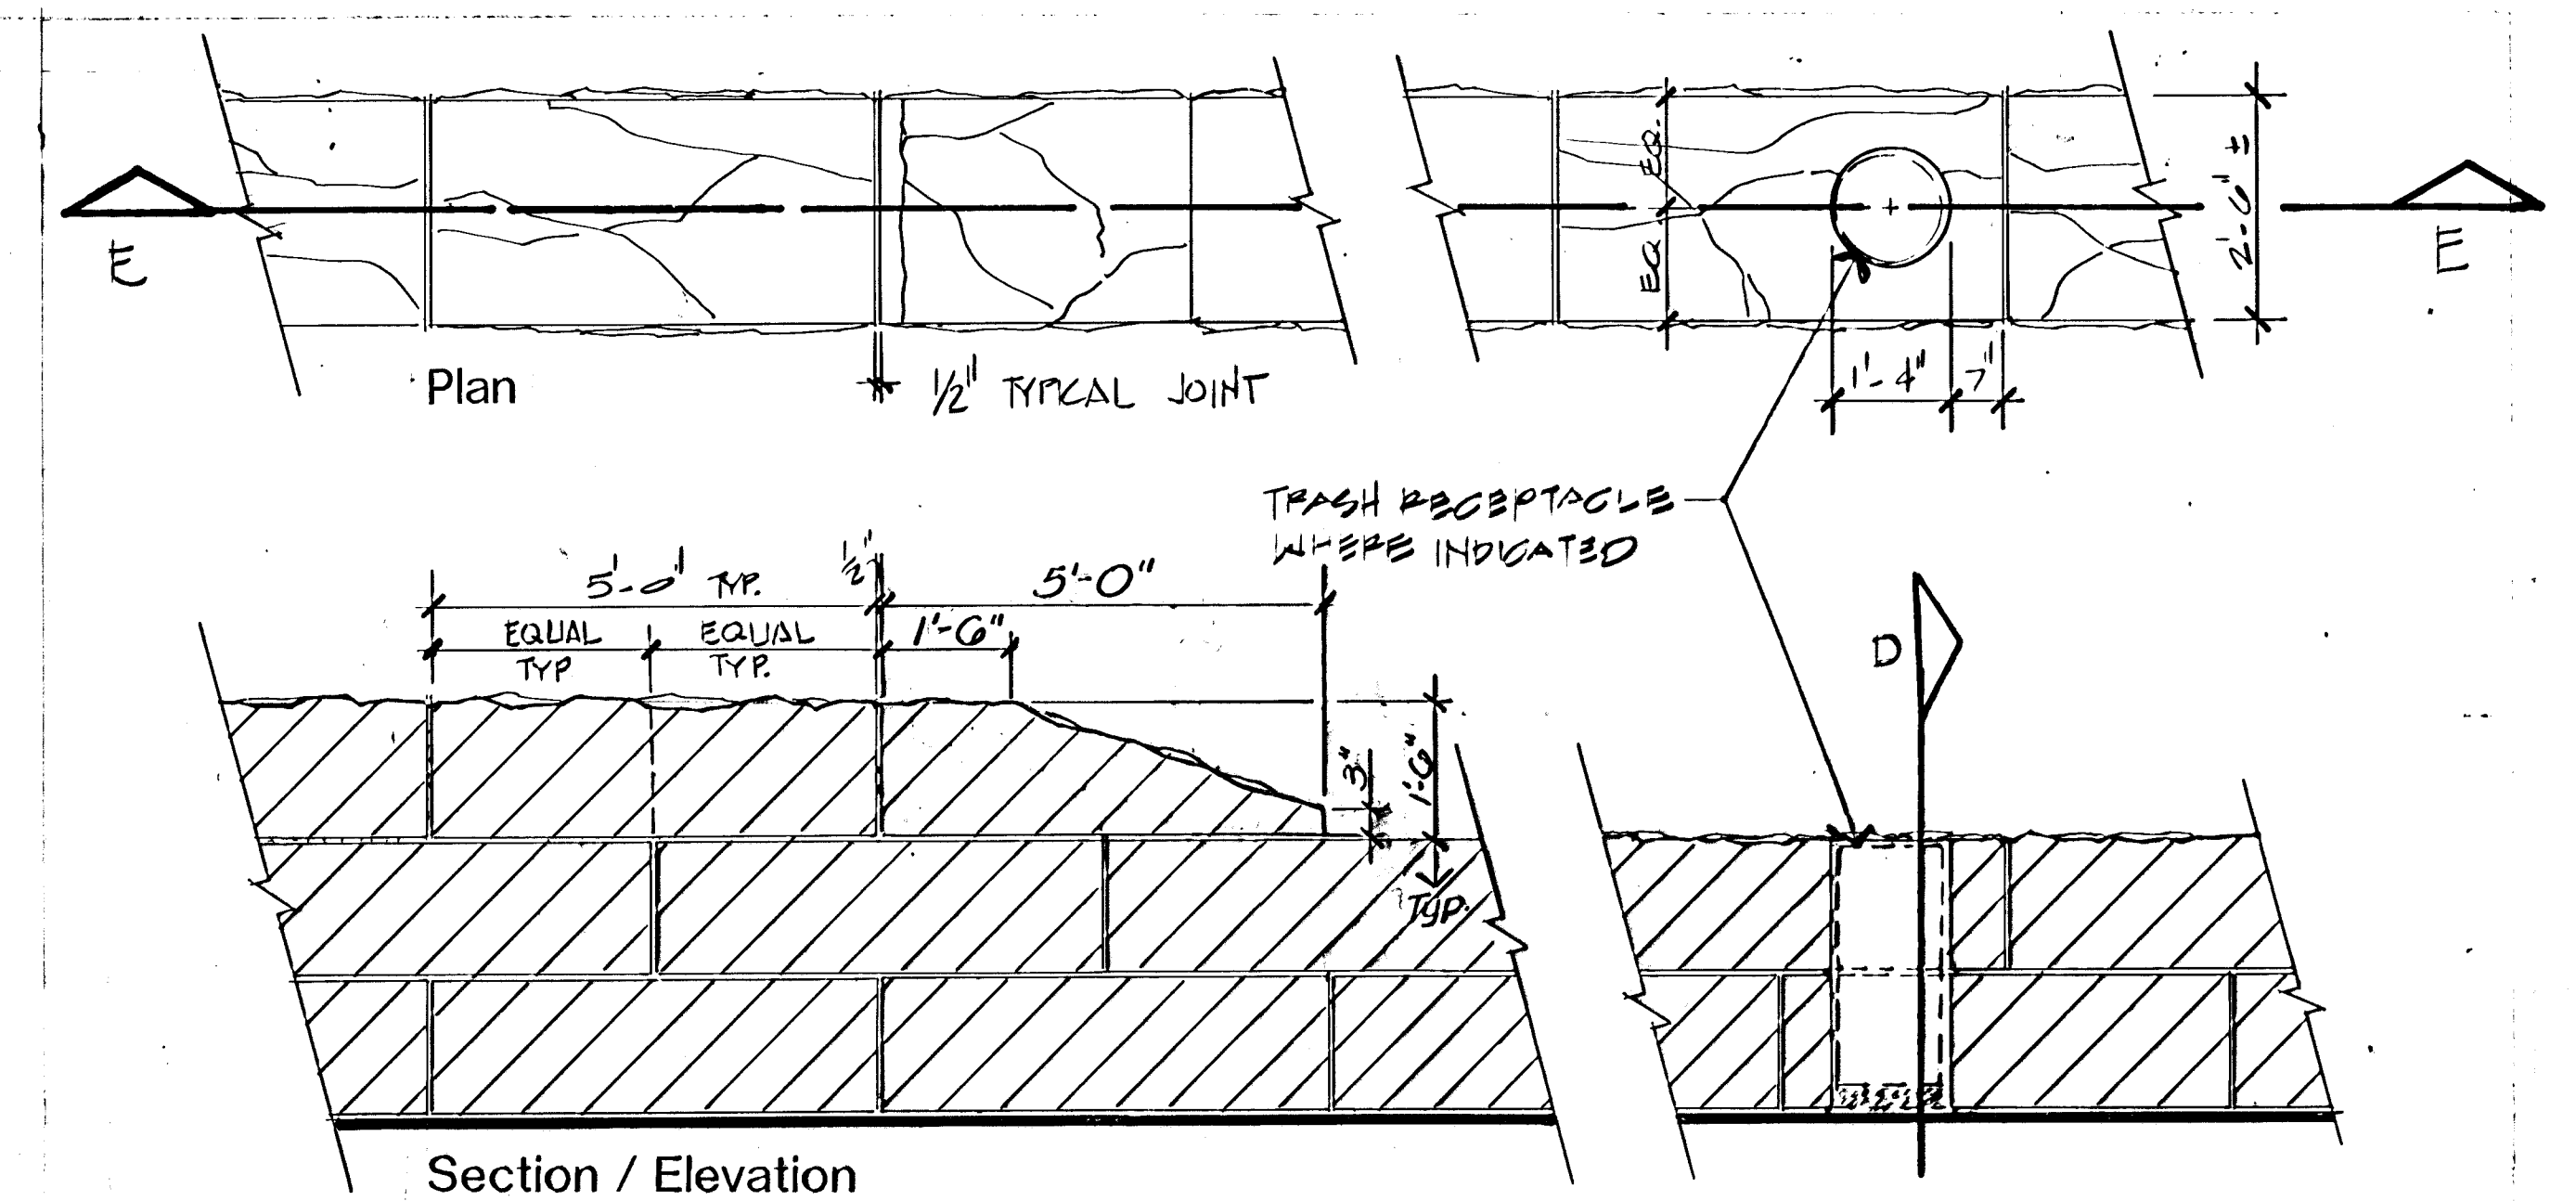 EQ.
EQ
2'-6" ±
E
E
Plan
1/2" TYPICAL JOINT
1'-4"
7"
TRASH RECEPTACLE
WHERE INDICATED
5'-0" TYP.
1/2"
5'-0"
EQUAL
TYP
EQUAL
TYP.
1'-6"
D
3"
1'-6"
TYP.
Section / Elevation